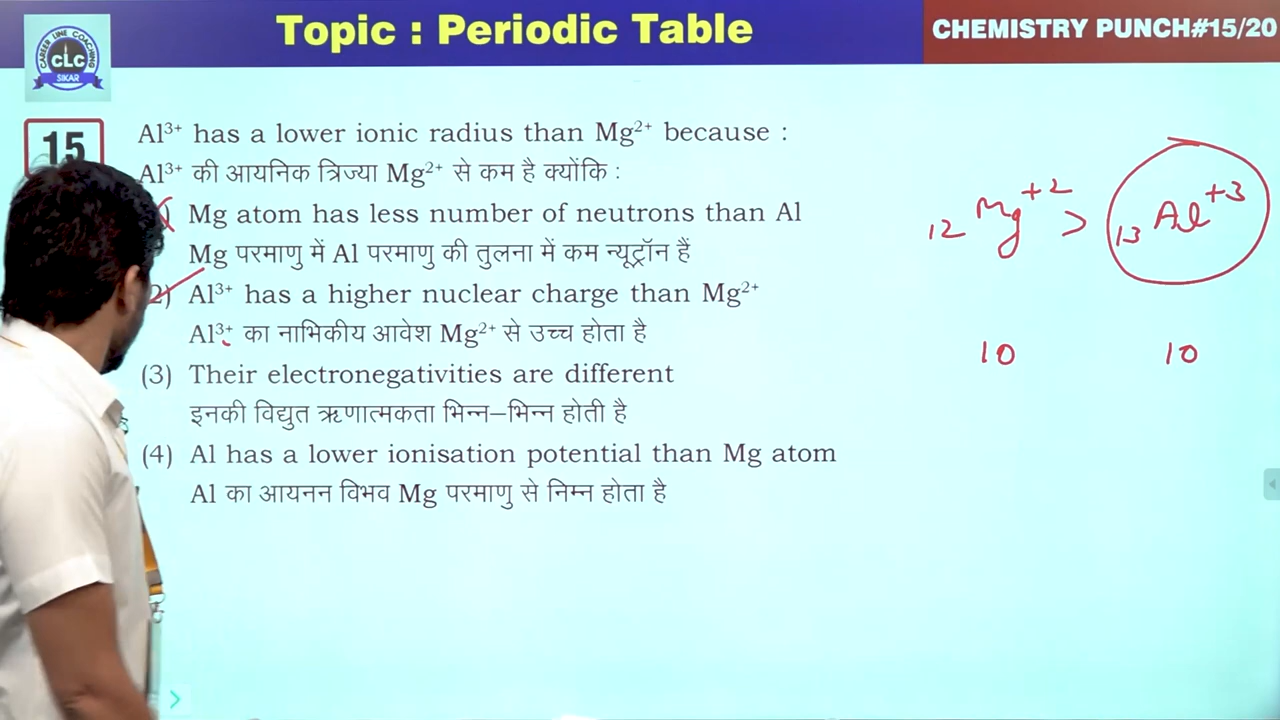 Topic : Periodic Table
CHEMISTRY PUNCH#15/20
CAREER LINE COACHING
CLC
SIKAR
15
Al³⁺ has a lower ionic radius than Mg²⁺ because :
Al³⁺ की आयनिक त्रिज्या Mg²⁺ से कम है क्योंकि :
Mg atom has less number of neutrons than Al
Mg परमाणु में Al परमाणु की तुलना में कम न्यूट्रॉन हैं
2) Al³⁺ has a higher nuclear charge than Mg²⁺
Al³⁺ का नाभिकीय आवेश Mg²⁺ से उच्च होता है
(3) Their electronegativities are different
इनकी विद्युत ऋणात्मकता भिन्न–भिन्न होती है
(4) Al has a lower ionisation potential than Mg atom
Al का आयनन विभव Mg परमाणु से निम्न होता है
₁₂Mg⁺² > ₁₃Al⁺³
10 10